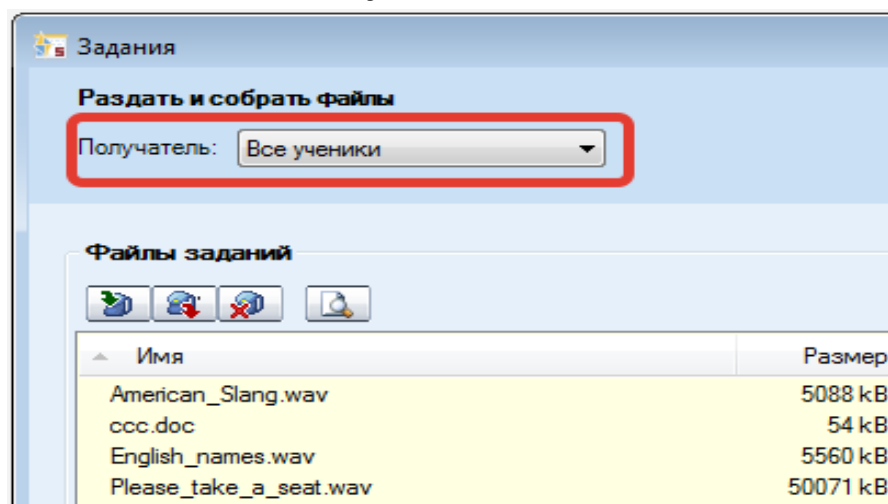 Задания
Раздать и собрать файлы
Получатель: Все ученики
Файлы заданий
Имя Размер
American_Slang.wav 5088 kB
ccc.doc 54 kB
English_names.wav 5560 kB
Please_take_a_seat.wav 50071 kB